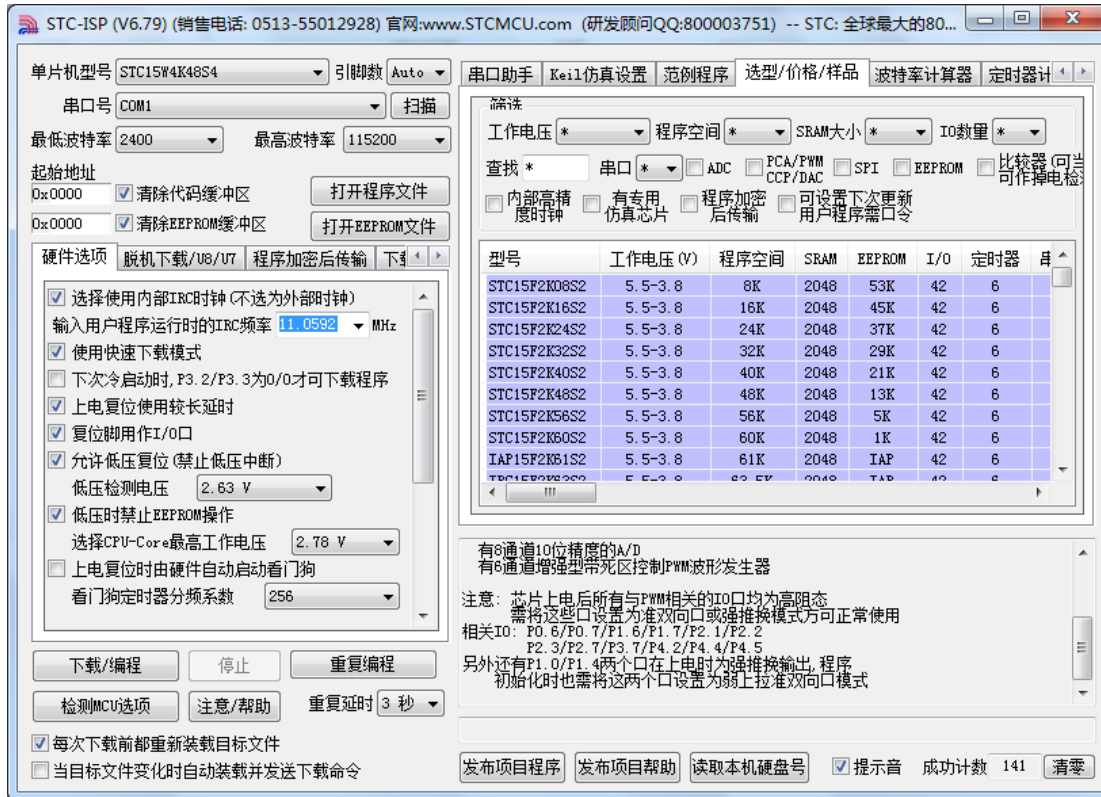 STC-ISP (V6.79) (销售电话: 0513-55012928) 官网:www.STCMCU.com (研发顾问QQ:800003751) -- STC: 全球最大的80...
单片机型号 STC15W4K48S4 引脚数 Auto
串口号 COM1 扫描
最低波特率 2400 最高波特率 115200
起始地址
0x0000 清除代码缓冲区 打开程序文件
0x0000 清除EEPROM缓冲区 打开EEPROM文件
硬件选项 脱机下载/U8/U7 程序加密后传输
选择使用内部IRC时钟(不选为外部时钟)
输入用户程序运行时的IRC频率 11.0592 MHz
使用快速下载模式
下次冷启动时,P3.2/P3.3为0/0才可下载程序
上电复位使用较长延时
复位脚用作I/O口
允许低压复位(禁止低压中断)
低压检测电压 2.63 V
低压时禁止EEPROM操作
选择CPU-Core最高工作电压 2.78 V
上电复位时由硬件自动启动看门狗
看门狗定时器分频系数 256
下载/编程 停止 重复编程
检测MCU选项 注意/帮助 重复延时 3 秒
每次下载前都重新装载目标文件
当目标文件变化时自动装载并发送下载命令
串口助手 Keil仿真设置 范例程序 选型/价格/样品 波特率计算器 定时器计
筛选
工作电压 * 程序空间 * SRAM大小 * IO数量 *
查找 * 串口 * ADC PCA/PWM CCP/DAC SPI EEPROM 比较器(可当 可作掉电检
内部高精度时钟 有专用仿真芯片 程序加密后传输 可设置下次更新用户程序需口令
型号 工作电压(V) 程序空间 SRAM EEPROM I/O 定时器
STC15F2K08S2 5.5-3.8 8K 2048 53K 42 6
STC15F2K16S2 5.5-3.8 16K 2048 45K 42 6
STC15F2K24S2 5.5-3.8 24K 2048 37K 42 6
STC15F2K32S2 5.5-3.8 32K 2048 29K 42 6
STC15F2K40S2 5.5-3.8 40K 2048 21K 42 6
STC15F2K48S2 5.5-3.8 48K 2048 13K 42 6
STC15F2K56S2 5.5-3.8 56K 2048 5K 42 6
STC15F2K60S2 5.5-3.8 60K 2048 1K 42 6
IAP15F2K61S2 5.5-3.8 61K 2048 IAP 42 6
有8通道10位精度的A/D
有6通道增强型带死区控制PWM波形发生器
注意: 芯片上电后所有与PWM相关的IO口均为高阻态
需将这些口设置为准双向口或强推换模式方可正常使用
相关IO: P0.6/P0.7/P1.6/P1.7/P2.1/P2.2
P2.3/P2.7/P3.7/P4.2/P4.4/P4.5
另外还有P1.0/P1.4两个口在上电时为强推换输出,程序
初始化时也需将这两个口设置为弱上拉准双向口模式
发布项目程序 发布项目帮助 读取本机硬盘号 提示音 成功计数 141 清零